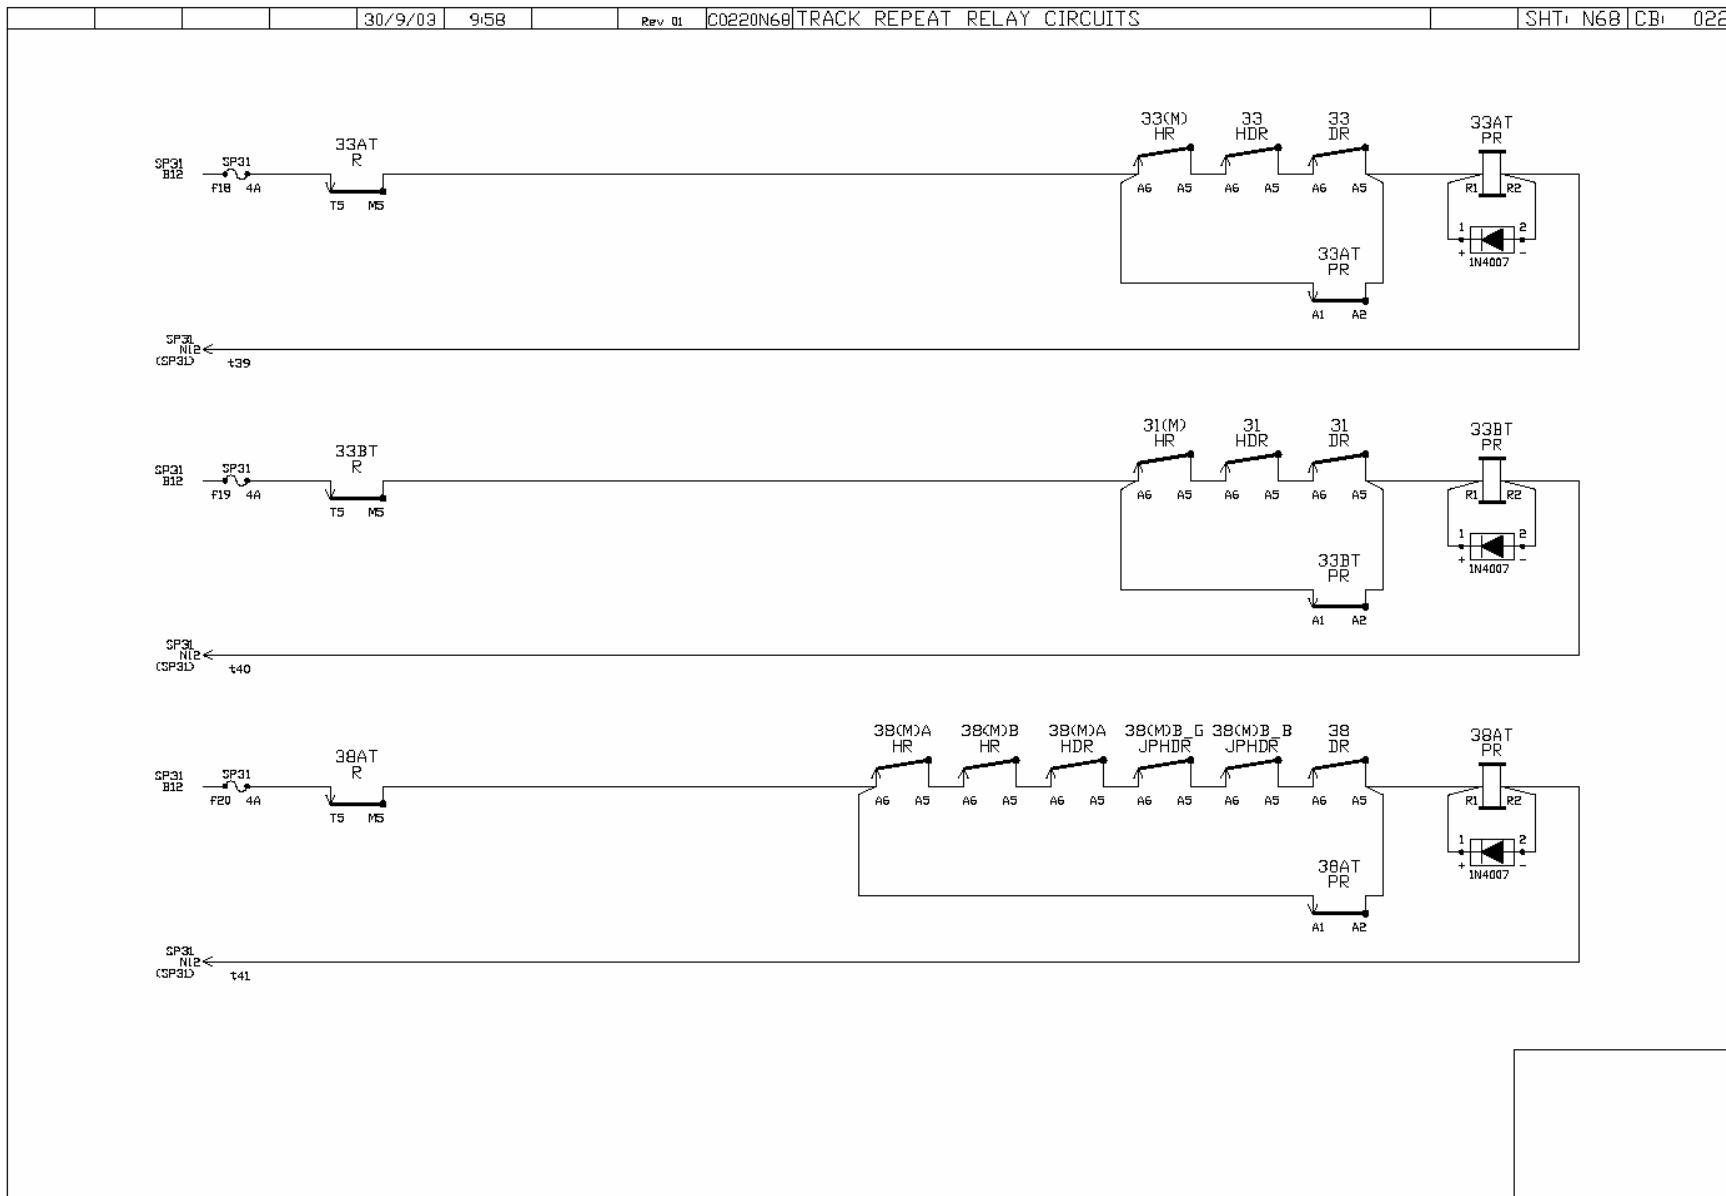 30/9/03 9:58 Rev 01 C0220N68 TRACK REPEAT RELAY CIRCUITS SHT: N68 CB: 022
33(M) 33 33 33AT
HR HDR DR PR
33AT
R
SP31 SP31
B12
f18 4A
T5 M5
A6 A5 A6 A5 A6 A5 R1 R2
1 2
+ 1N4007 -
33AT
PR
A1 A2
SP31
N12
(SP31) t39
31(M) 31 31 33BT
HR HDR DR PR
33BT
R
SP31 SP31
B12
f19 4A
T5 M5
A6 A5 A6 A5 A6 A5 R1 R2
1 2
+ 1N4007 -
33BT
PR
A1 A2
SP31
N12
(SP31) t40
38(M)A 38(M)B 38(M)A 38(M)B_G 38(M)B_B 38 38AT
HR HR HDR JPHDR JPHDR DR PR
38AT
R
SP31 SP31
B12
f20 4A
T5 M5
A6 A5 A6 A5 A6 A5 A6 A5 A6 A5 A6 A5 R1 R2
1 2
+ 1N4007 -
38AT
PR
A1 A2
SP31
N12
(SP31) t41